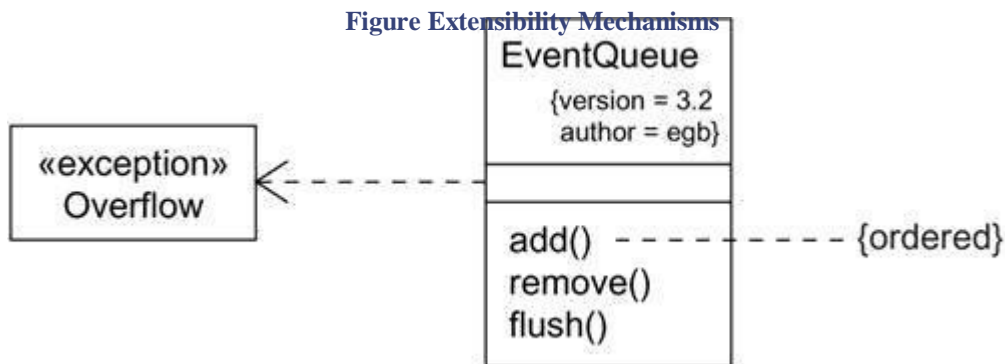 Figure Extensibility Mechanisms
EventQueue
{version = 3.2
author = egb}
«exception»
Overflow
add()
{ordered}
remove()
flush()